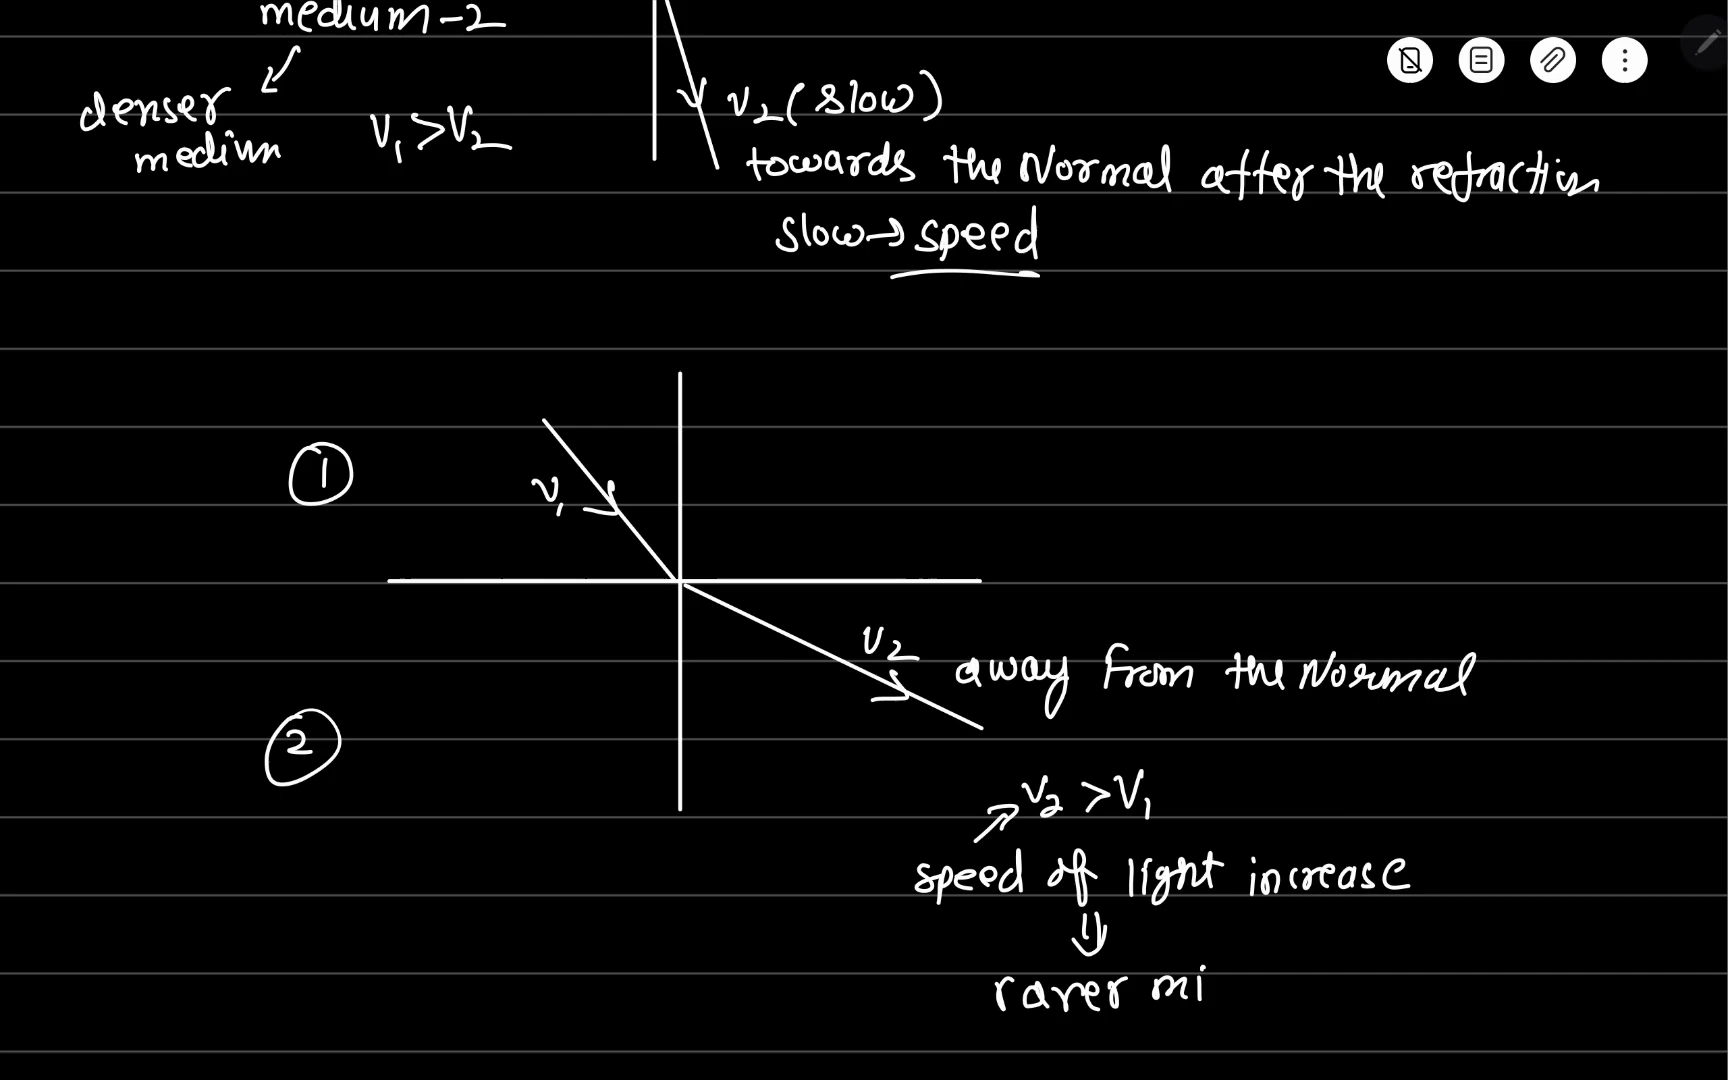 medium-2
denser
medium
V₁ > V₂
V₂ (slow)
towards the Normal after the refraction
slow → speed
1
V₁
V₂
away from the Normal
2
V₂ > V₁
speed of light increase
rarer mi